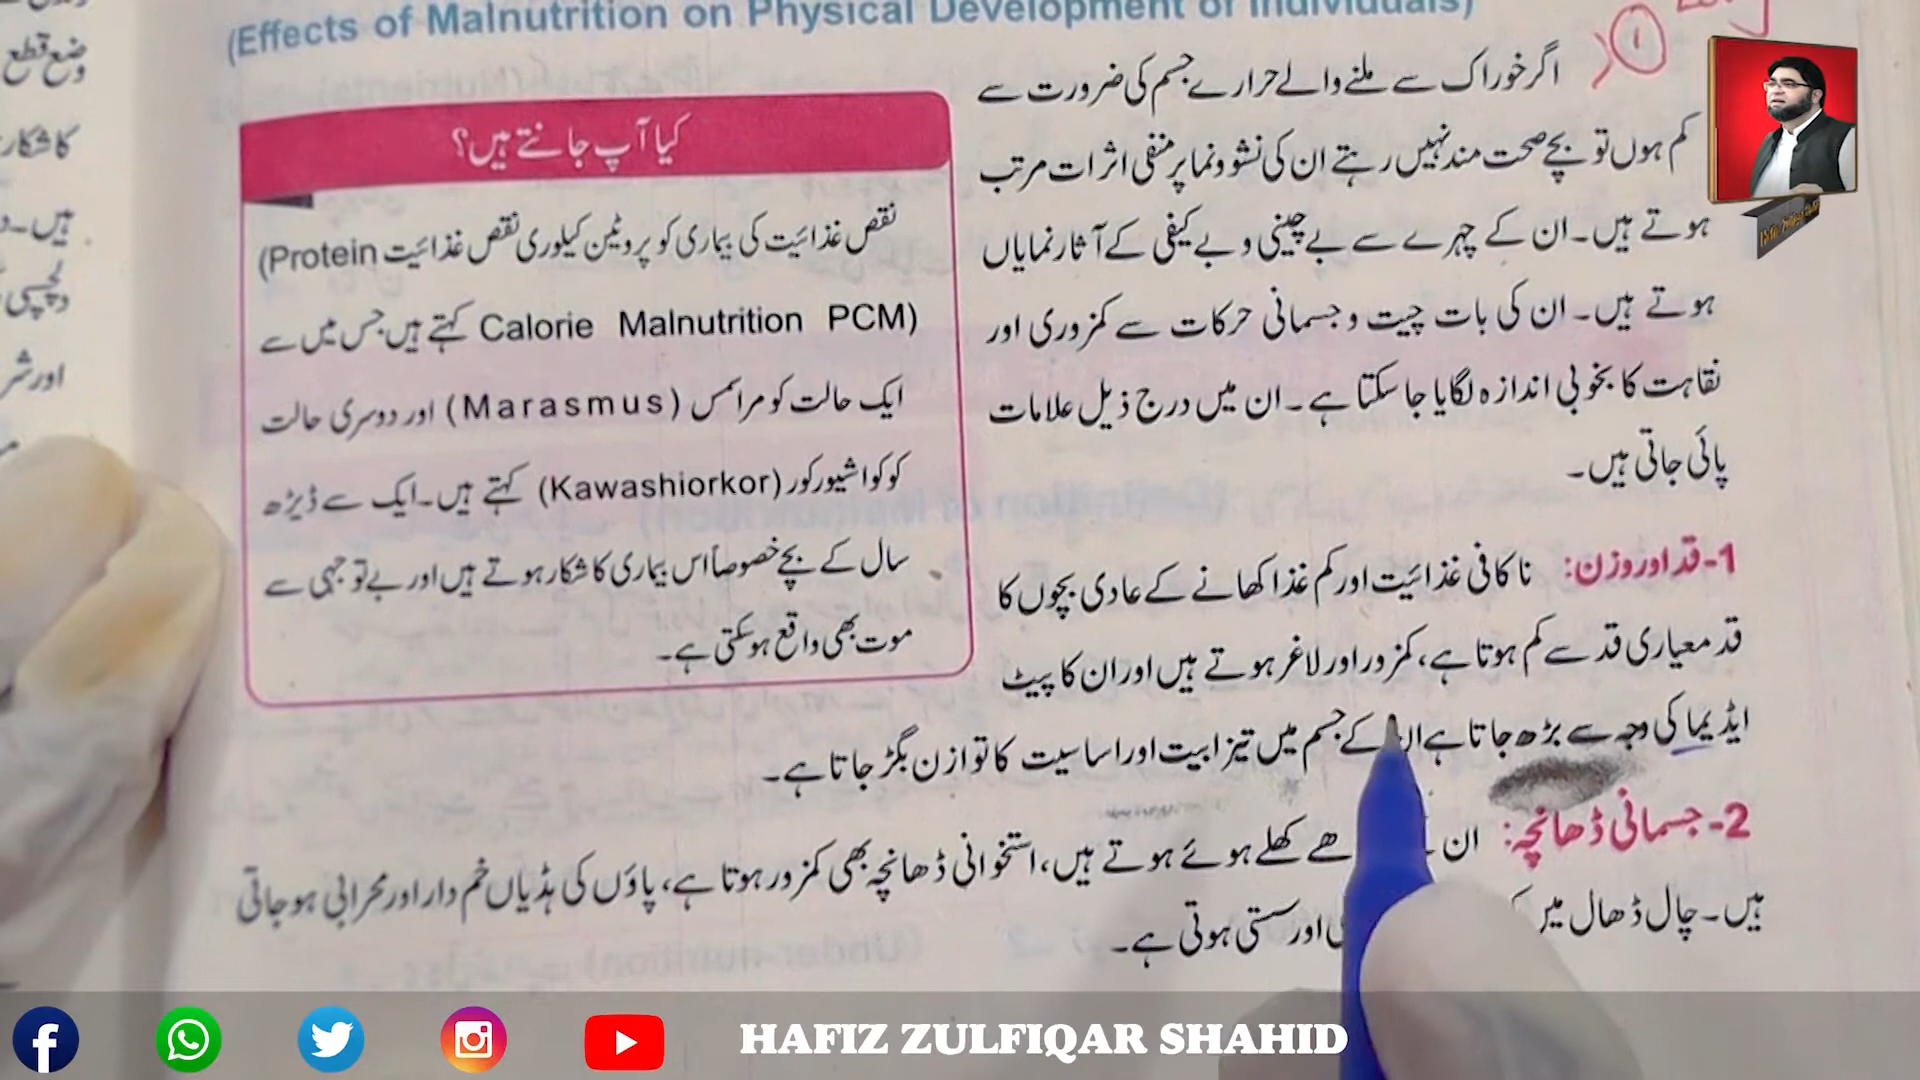 (Effects of Malnutrition on Physical Development of Individuals)
اگر خوراک سے ملنے والے حرارے جسم کی ضرورت سے
کم ہوں تو بچے صحت مند نہیں رہتے ان کی نشوونما پر منفی اثرات مرتب
ہوتے ہیں۔ ان کے چہرے سے بے چینی و بے کیفی کے آثار نمایاں
ہوتے ہیں۔ ان کی بات چیت و جسمانی حرکات سے کمزوری اور
نقاہت کا بخوبی اندازہ لگایا جا سکتا ہے۔ ان میں درج ذیل علامات
پائی جاتی ہیں۔
کیا آپ جانتے ہیں؟
نقص غذائیت کی بیماری کو پروٹین کیلوری نقص غذائیت (Protein
Calorie Malnutrition PCM) کہتے ہیں جس میں سے
ایک حالت کو مراسمس (Marasmus) اور دوسری حالت
کو کواشیورکور (Kawashiorkor) کہتے ہیں۔ ایک سے ڈیڑھ
سال کے بچے خصوصاً اس بیماری کا شکار ہوتے ہیں اور بے توجہی سے
موت بھی واقع ہو سکتی ہے۔
1- قد اور وزن: ناکافی غذائیت اور کم غذا کھانے کے عادی بچوں کا
قد معیاری قد سے کم ہوتا ہے، کمزور اور لاغر ہوتے ہیں اور ان کا پیٹ
ایڈیما کی وجہ سے بڑھ جاتا ہے ان کے جسم میں تیزابیت اور اساسیت کا توازن بگڑ جاتا ہے۔
2- جسمانی ڈھانچہ: ان کھلے ہوئے ہوتے ہیں، استخوانی ڈھانچہ بھی کمزور ہوتا ہے، پاؤں کی ہڈیاں خم دار اور محرابی ہو جاتی
ہیں۔ چال ڈھال میں اور سستی ہوتی ہے۔
وضع قطع
کا شکار
ہیں۔
دلچسپی
اور
1
HAFIZ ZULFIQAR SHAHID